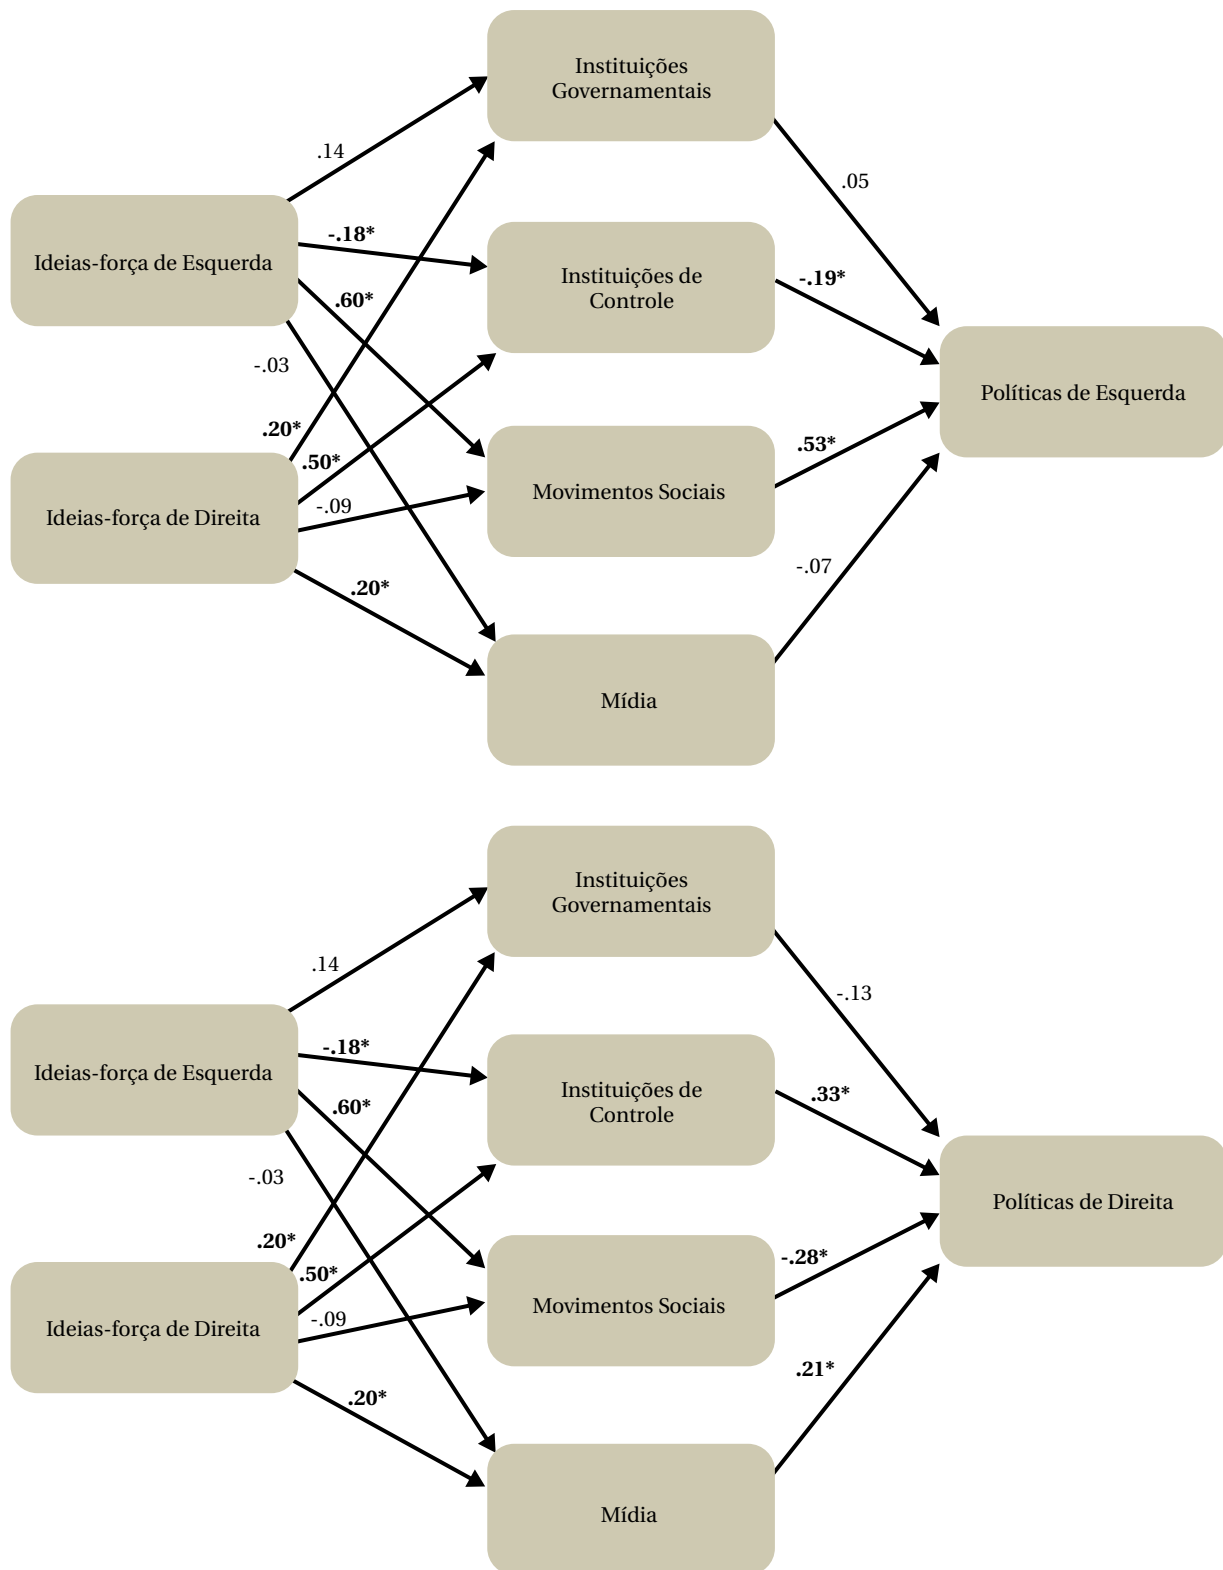 Instituições
Governamentais
.14
.05
-.18*
Ideias-força de Esquerda
Instituições de
Controle
-.19*
.60*
-.03
Políticas de Esquerda
.20*
.53*
.50*
Movimentos Sociais
-.09
Ideias-força de Direita
-.07
.20*
Mídia
Instituições
Governamentais
.14
-.13
-.18*
Ideias-força de Esquerda
Instituições de
Controle
.33*
.60*
-.03
Políticas de Direita
.20*
-.28*
.50*
Movimentos Sociais
-.09
Ideias-força de Direita
.21*
.20*
Mídia